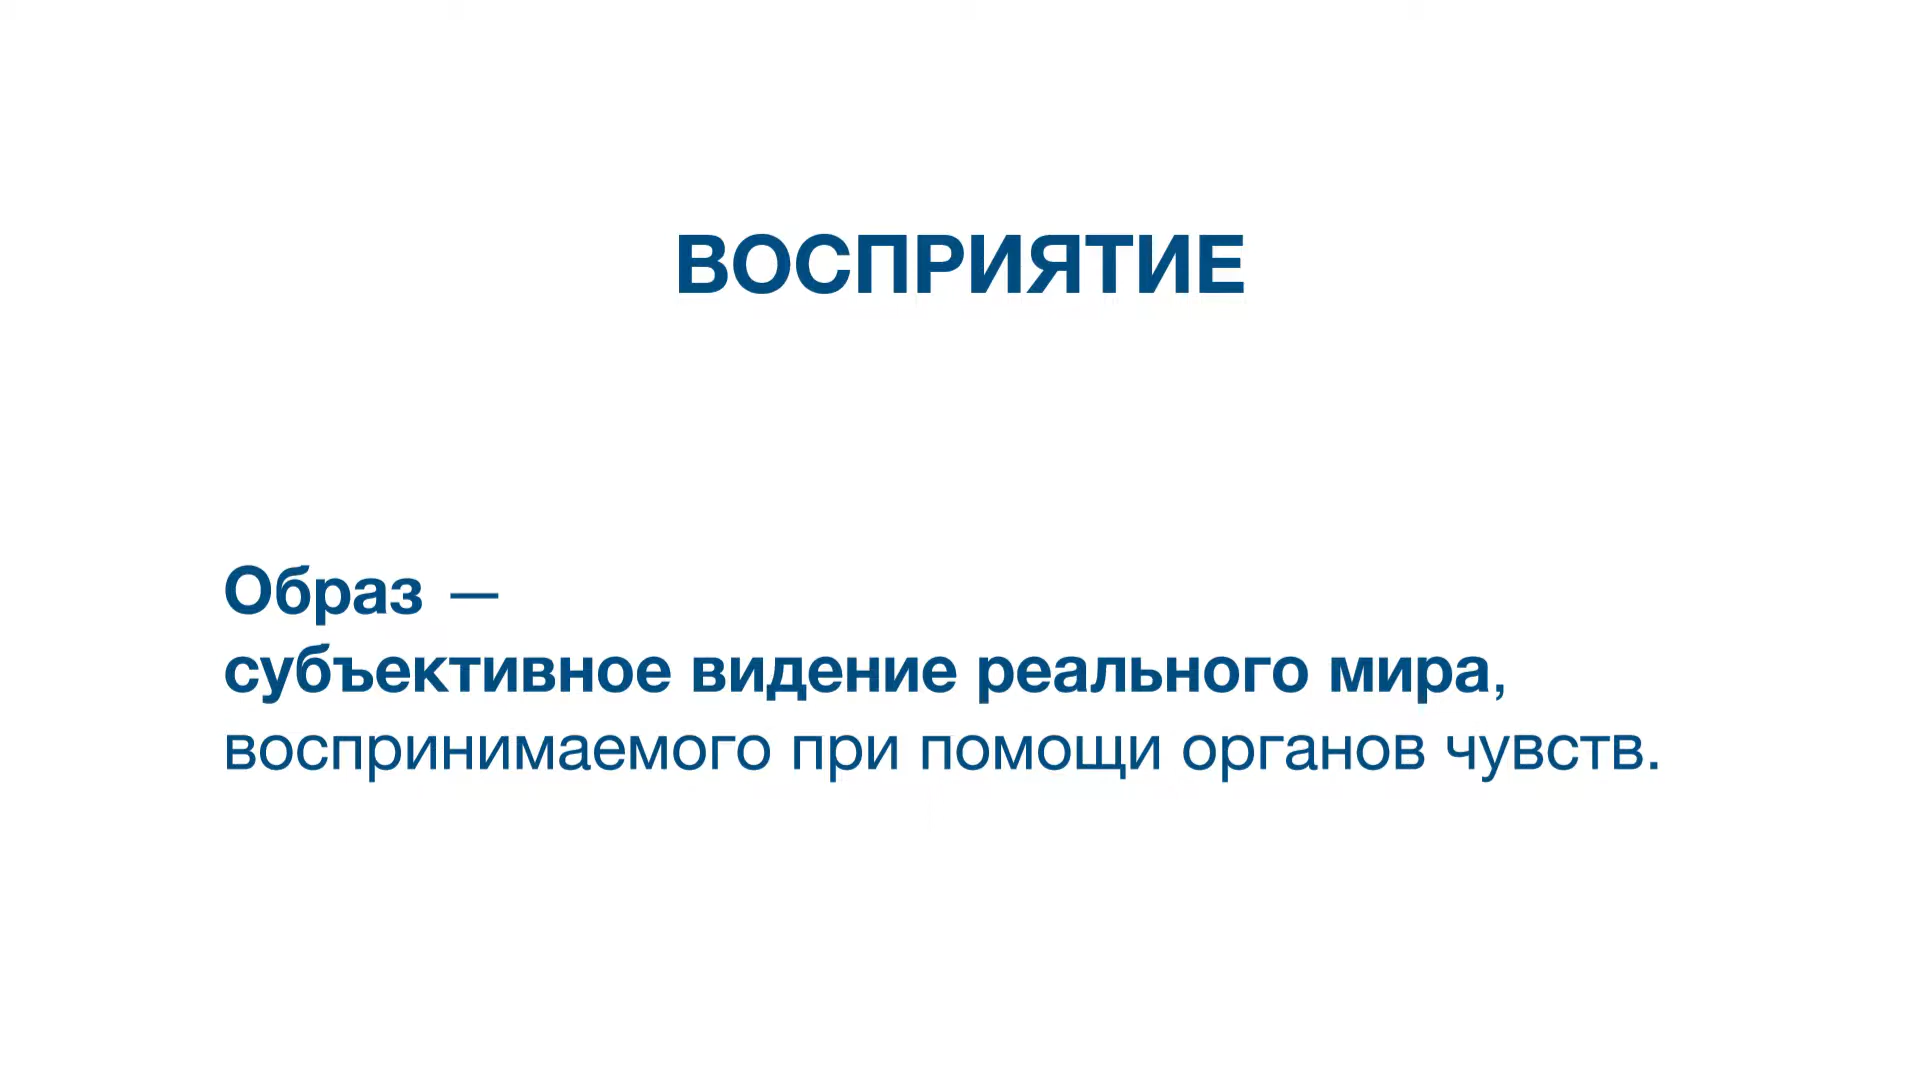 ВОСПРИЯТИЕ
Образ —
субъективное видение реального мира,
воспринимаемого при помощи органов чувств.